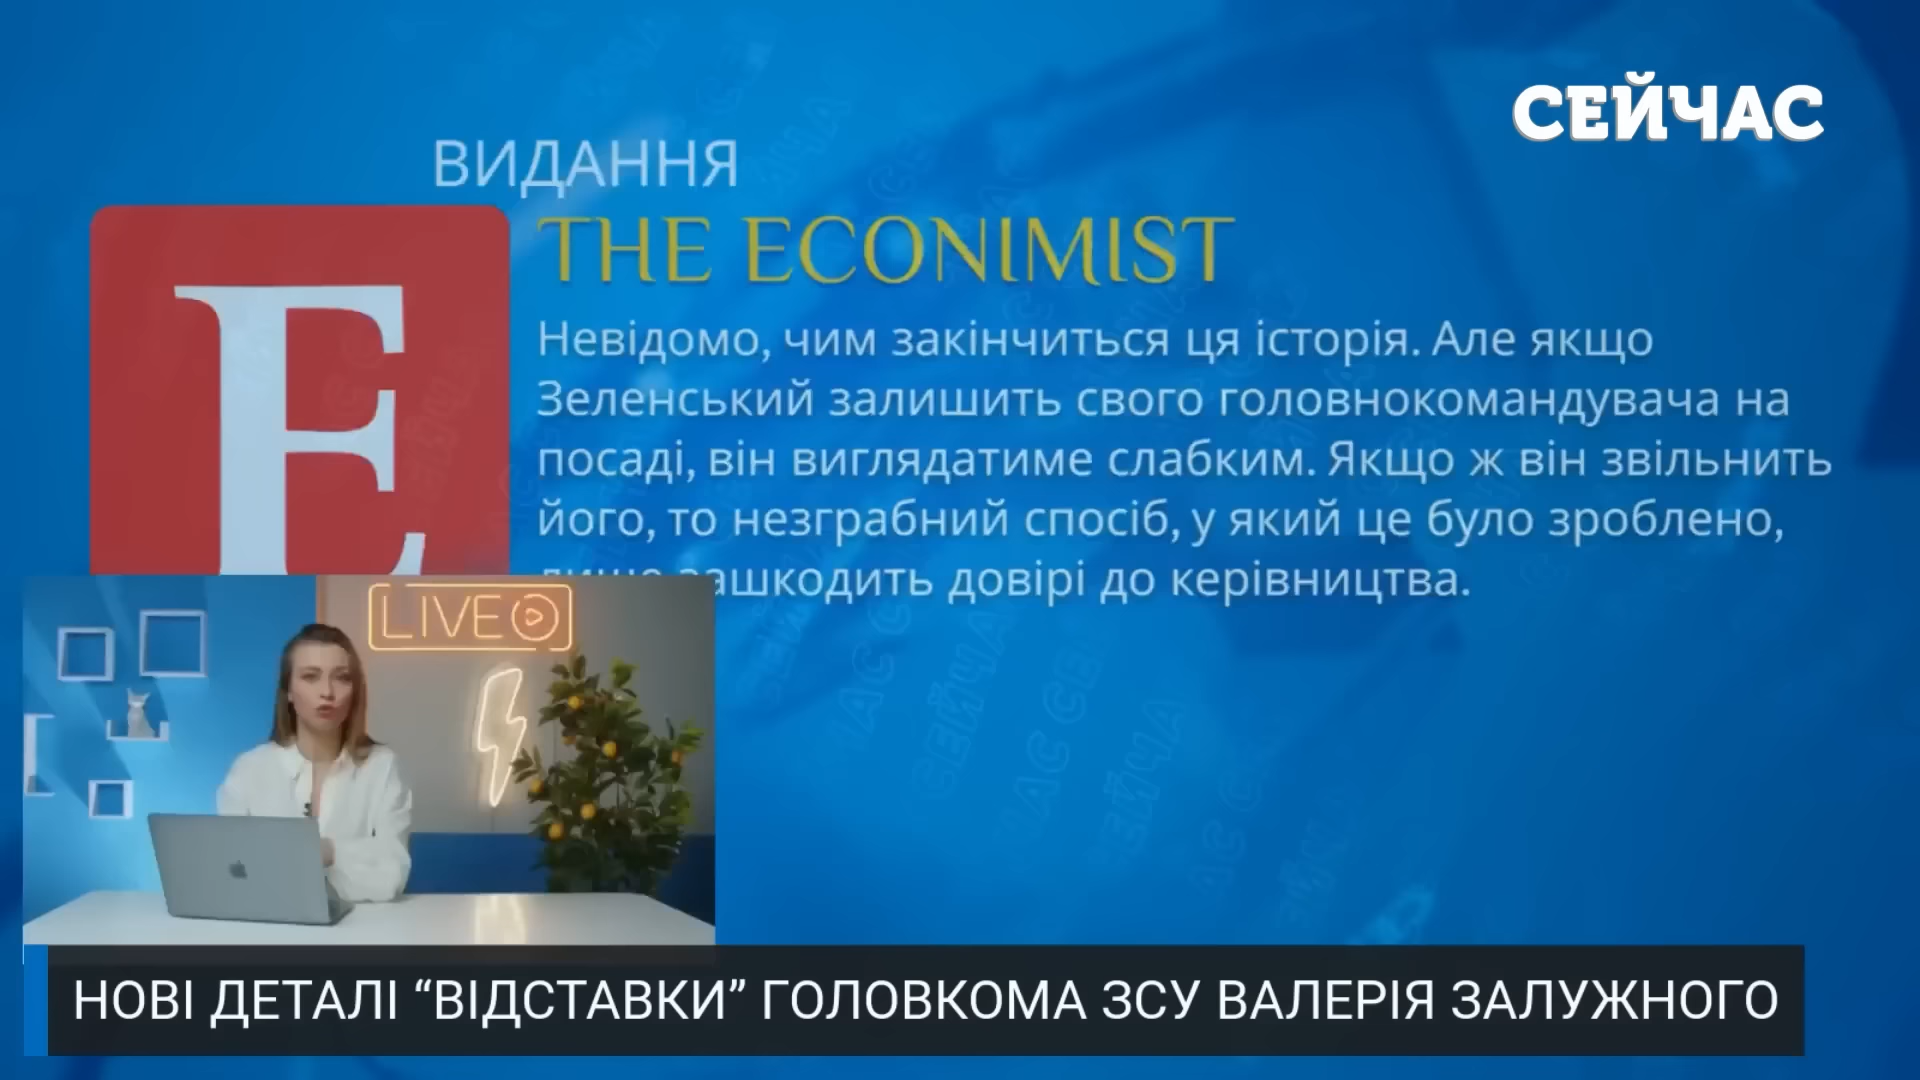 СЕЙЧАС
ВИДАННЯ
THE ECONIMIST
E
Невідомо, чим закінчиться ця історія. Але якщо
Зеленський залишить свого головнокомандувача на
посаді, він виглядатиме слабким. Якщо ж він звільнить
його, то незграбний спосіб, у який це було зроблено,
зашкодить довірі до керівництва.
LIVE
НОВІ ДЕТАЛІ “ВІДСТАВКИ” ГОЛОВКОМА ЗСУ ВАЛЕРІЯ ЗАЛУЖНОГО